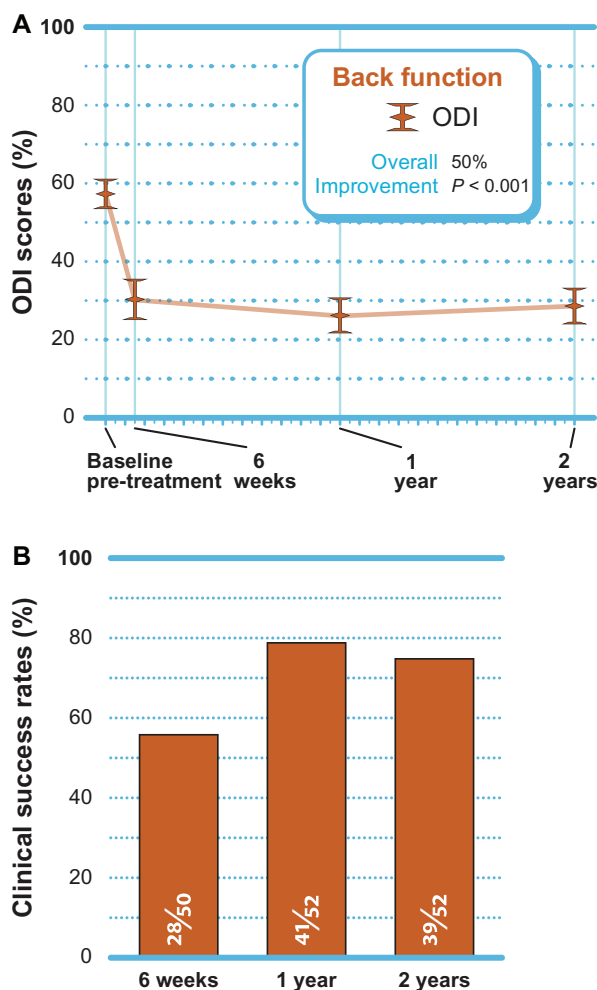 A
100
80
60
40
20
0
ODI scores (%)
Back function
ODI
Overall 50%
Improvement P < 0.001
Baseline 6 1 2
pre-treatment weeks year years
B
100
80
60
40
20
0
Clinical success rates (%)
28/50
41/52
39/52
6 weeks 1 year 2 years